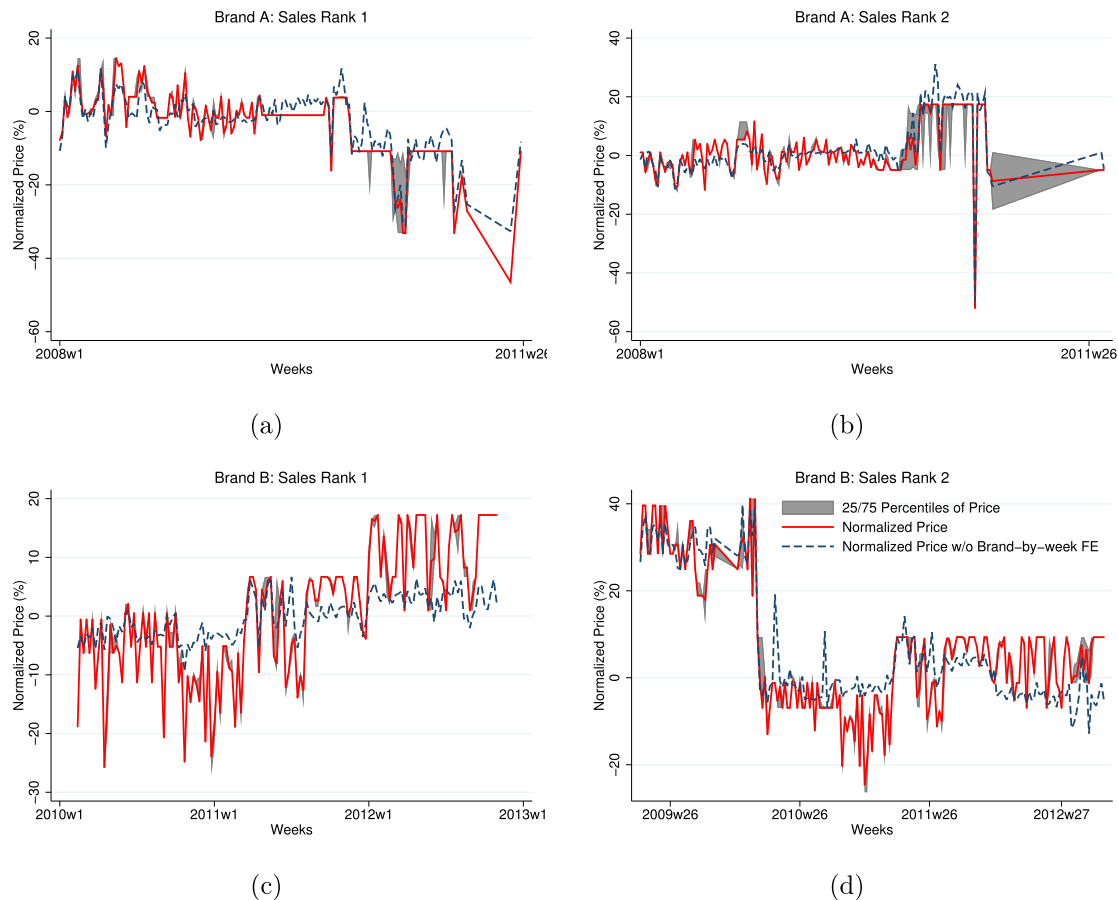 Brand A: Sales Rank 1
Normalized Price (%)
20
0
−20
−40
−60
2008w1
2011w26
Weeks
(a)
Brand A: Sales Rank 2
Normalized Price (%)
40
20
0
−20
−40
−60
2008w1
2011w26
Weeks
(b)
Brand B: Sales Rank 1
Normalized Price (%)
20
10
0
−10
−20
−30
2010w1
2011w1
2012w1
2013w1
Weeks
(c)
Brand B: Sales Rank 2
25/75 Percentiles of Price
Normalized Price
Normalized Price w/o Brand−by−week FE
Normalized Price (%)
40
20
0
−20
2009w26
2010w26
2011w26
2012w27
Weeks
(d)